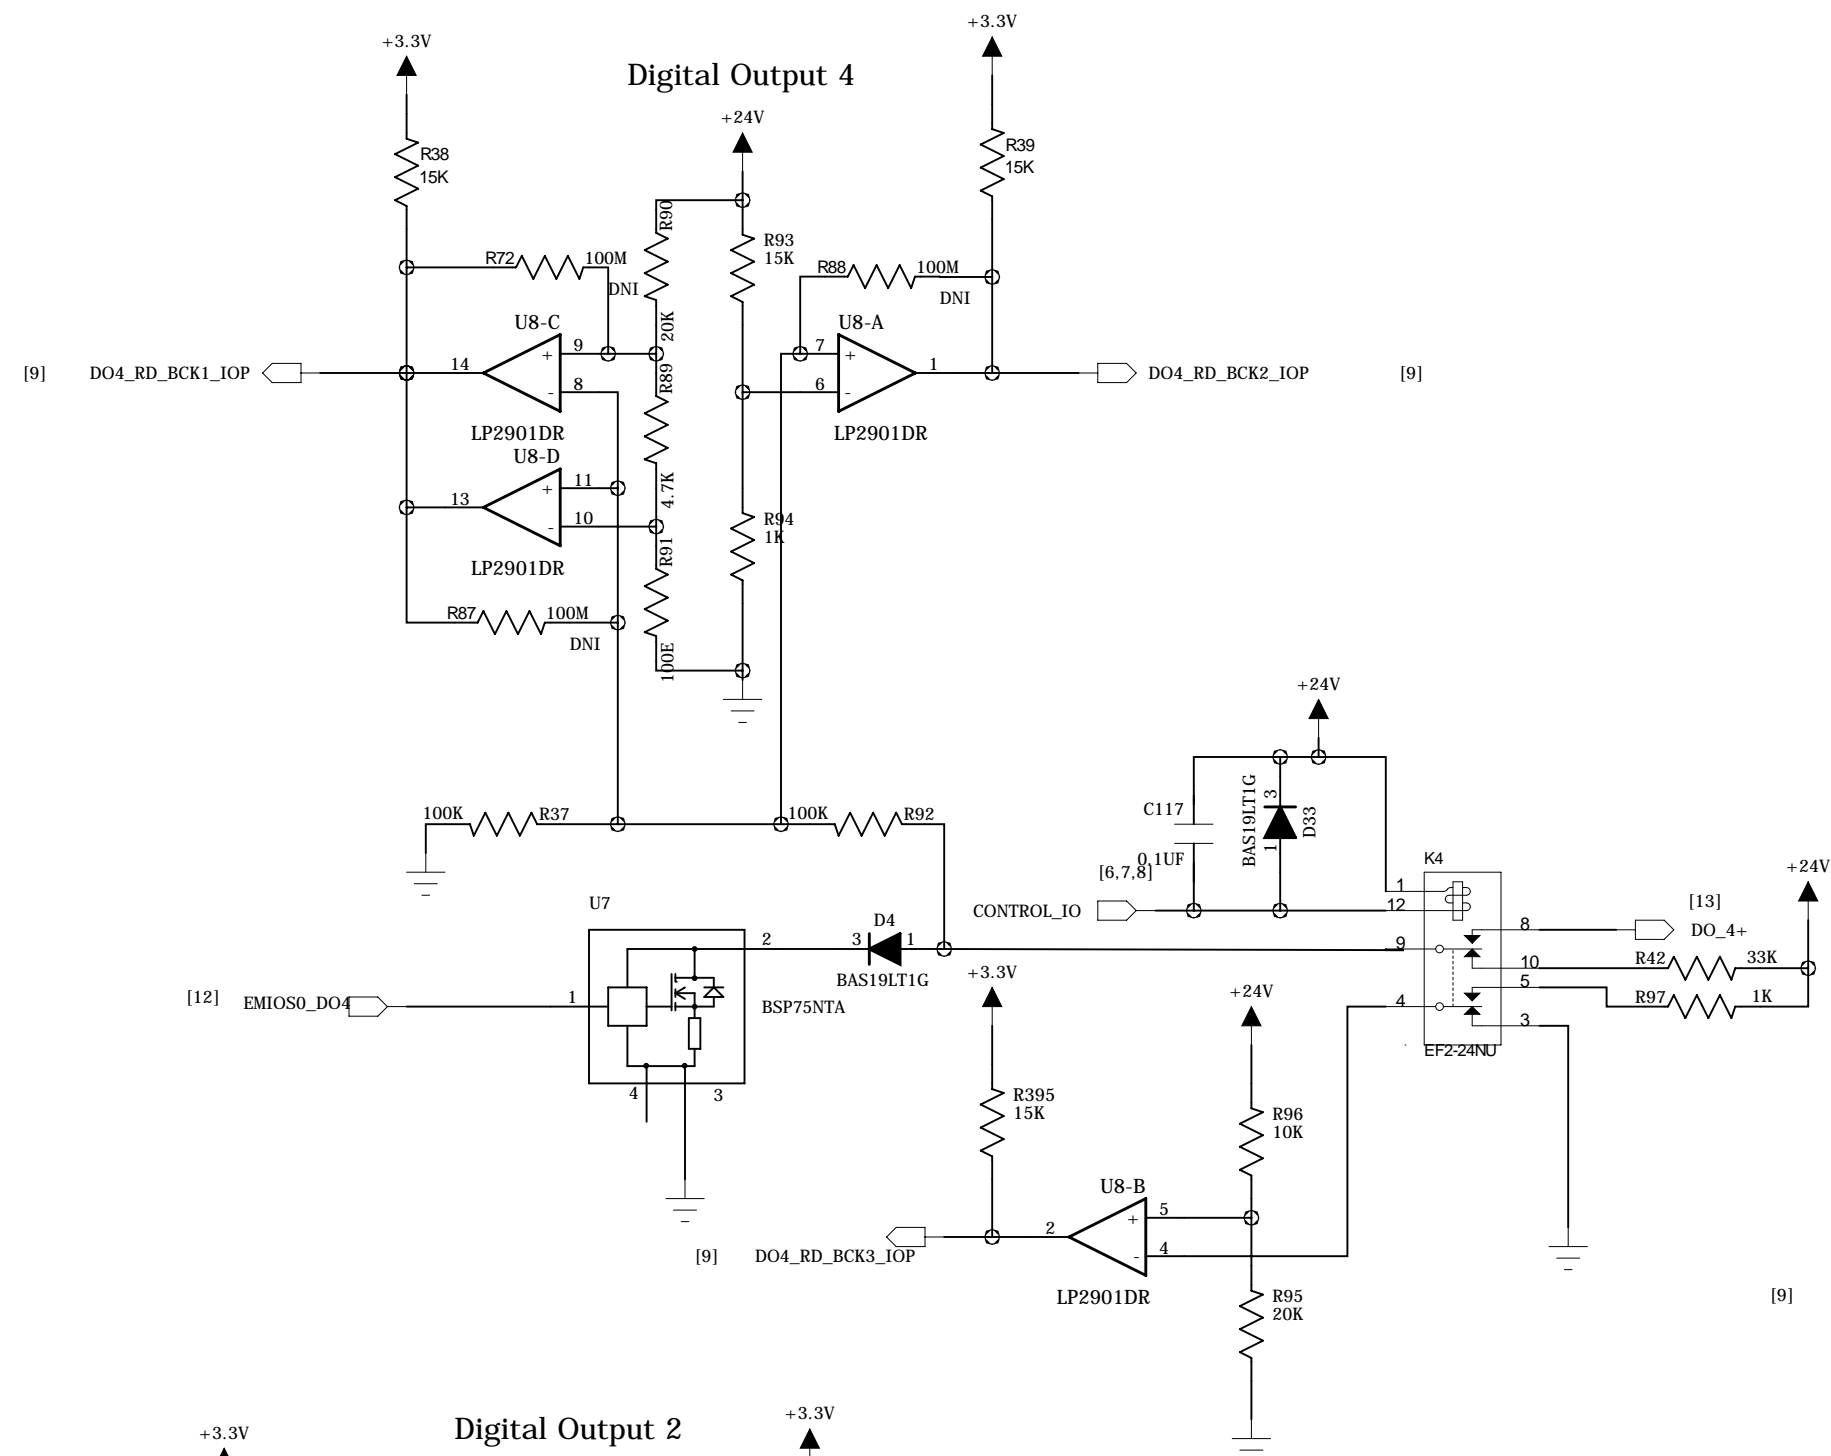 +3.3V
+3.3V
Digital Output 4
+24V
R38
15K
R39
15K
R90
20K
R93
15K
R72
100M
DNI
R88
100M
DNI
U8-C
9
+
8
-
14
LP2901DR
U8-A
7
+
6
-
1
LP2901DR
[9]
DO4_RD_BCK1_IOP
DO4_RD_BCK2_IOP
[9]
R89
4.7K
U8-D
11
+
10
-
13
LP2901DR
R94
1K
R91
100E
R87
100M
DNI
+24V
100K
R37
100K
R92
C117
0.1UF
BAS19LT1G
3
1
D33
[6,7,8]
CONTROL_IO
K4
1
12
9
4
8
10
5
3
EF2-24NU
+24V
[13]
DO_4+
R42
33K
R97
1K
U7
2
1
4
3
BSP75NTA
D4
3
1
BAS19LT1G
[12]
EMIOS0_DO4
+3.3V
+24V
R395
15K
R96
10K
U8-B
5
+
4
-
2
LP2901DR
[9]
DO4_RD_BCK3_IOP
R95
20K
[9]
+3.3V
Digital Output 2
+3.3V